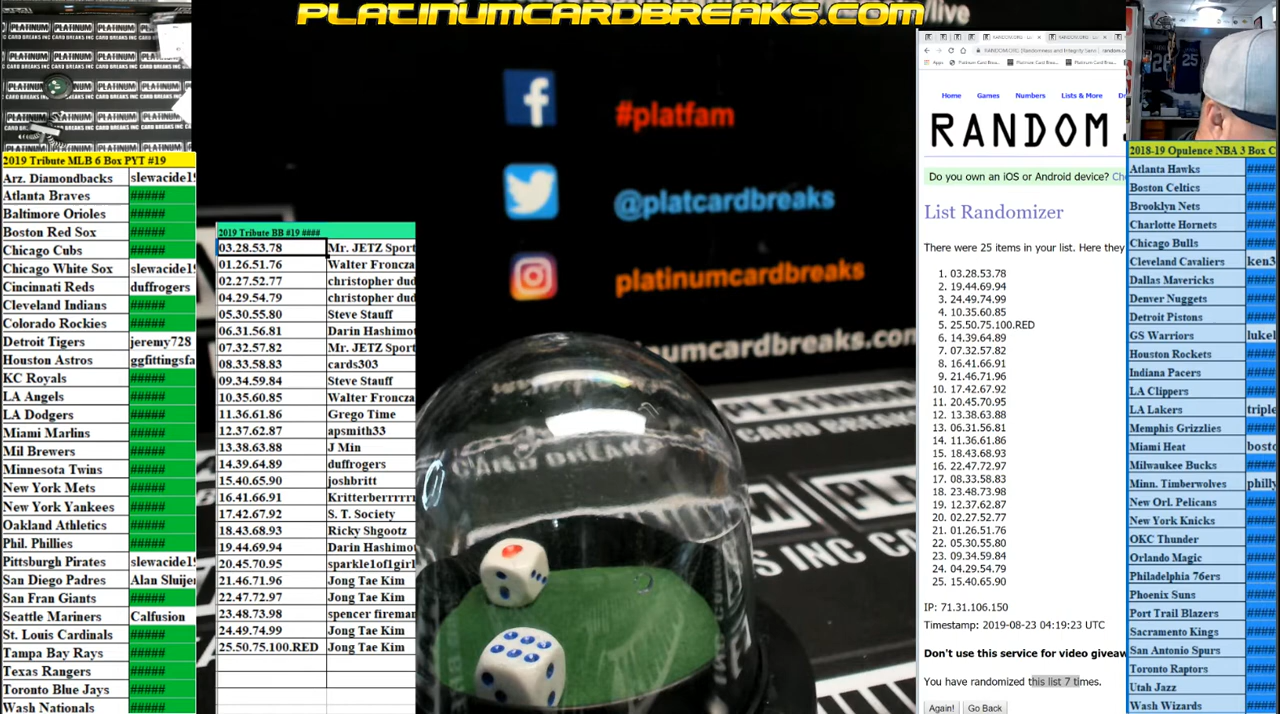 PLATINUMCARDBREAKS.COM
/live
#platfam
@platcardbreaks
platinumcardbreaks
inumcardbreaks.com
CARD BREAKS
2019 Tribute MLB 6 Box PYT #19
Arz. Diamondbacks slewacide19
Atlanta Braves #####
Baltimore Orioles #####
Boston Red Sox #####
Chicago Cubs #####
Chicago White Sox slewacide19
Cincinnati Reds duffrogers
Cleveland Indians #####
Colorado Rockies #####
Detroit Tigers jeremy728
Houston Astros ggfittingsfa
KC Royals #####
LA Angels #####
LA Dodgers #####
Miami Marlins #####
Mil Brewers #####
Minnesota Twins #####
New York Mets #####
New York Yankees #####
Oakland Athletics #####
Phil. Phillies #####
Pittsburgh Pirates slewacide19
San Diego Padres Alan Sluijer
San Fran Giants #####
Seattle Mariners Calfusion
St. Louis Cardinals #####
Tampa Bay Rays #####
Texas Rangers #####
Toronto Blue Jays #####
Wash Nationals #####
2019 Tribute BB #19 ####
03.28.53.78 Mr. JETZ Sport
01.26.51.76 Walter Froncza
02.27.52.77 christopher dud
04.29.54.79 christopher dud
05.30.55.80 Steve Stauff
06.31.56.81 Darin Hashimot
07.32.57.82 Mr. JETZ Sport
08.33.58.83 cards303
09.34.59.84 Steve Stauff
10.35.60.85 Walter Froncza
11.36.61.86 Grego Time
12.37.62.87 apsmith33
13.38.63.88 J Min
14.39.64.89 duffrogers
15.40.65.90 joshbritt
16.41.66.91 Kritterberrrrr
17.42.67.92 S. T. Society
18.43.68.93 Ricky Shgootz
19.44.69.94 Darin Hashimot
20.45.70.95 sparkle1of1girl
21.46.71.96 Jong Tae Kim
22.47.72.97 Jong Tae Kim
23.48.73.98 spencer fireman
24.49.74.99 Jong Tae Kim
25.50.75.100.RED Jong Tae Kim
Home Games Numbers Lists & More
RANDOM.
Do you own an iOS or Android device? Ch
List Randomizer
There were 25 items in your list. Here they
1. 03.28.53.78
2. 19.44.69.94
3. 24.49.74.99
4. 10.35.60.85
5. 25.50.75.100.RED
6. 14.39.64.89
7. 07.32.57.82
8. 16.41.66.91
9. 21.46.71.96
10. 17.42.67.92
11. 20.45.70.95
12. 13.38.63.88
13. 06.31.56.81
14. 11.36.61.86
15. 18.43.68.93
16. 22.47.72.97
17. 08.33.58.83
18. 23.48.73.98
19. 12.37.62.87
20. 02.27.52.77
21. 01.26.51.76
22. 05.30.55.80
23. 09.34.59.84
24. 04.29.54.79
25. 15.40.65.90
IP: 71.31.106.150
Timestamp: 2019-08-23 04:19:23 UTC
Don't use this service for video giveaw
You have randomized this list 7 times.
Again! Go Back
2018-19 Opulence NBA 3 Box C
Atlanta Hawks ####
Boston Celtics ####
Brooklyn Nets ####
Charlotte Hornets ####
Chicago Bulls ####
Cleveland Cavaliers ken3
Dallas Mavericks ####
Denver Nuggets ####
Detroit Pistons ####
GS Warriors lukel
Houston Rockets ####
Indiana Pacers ####
LA Clippers ####
LA Lakers triple
Memphis Grizzlies ####
Miami Heat bosto
Milwaukee Bucks ####
Minn. Timberwolves philly
New Orl. Pelicans ####
New York Knicks ####
OKC Thunder ####
Orlando Magic ####
Philadelphia 76ers ####
Phoenix Suns ####
Port Trail Blazers ####
Sacramento Kings ####
San Antonio Spurs ####
Toronto Raptors ####
Utah Jazz ####
Wash Wizards ####